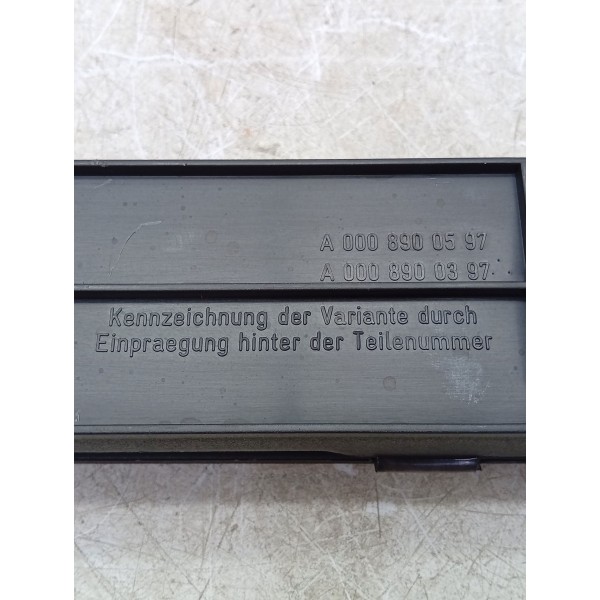 A 000 890 05 97
A 000 890 03 97
Kennzeichnung der Variante durch
Einpraegung hinter der Teilenummer